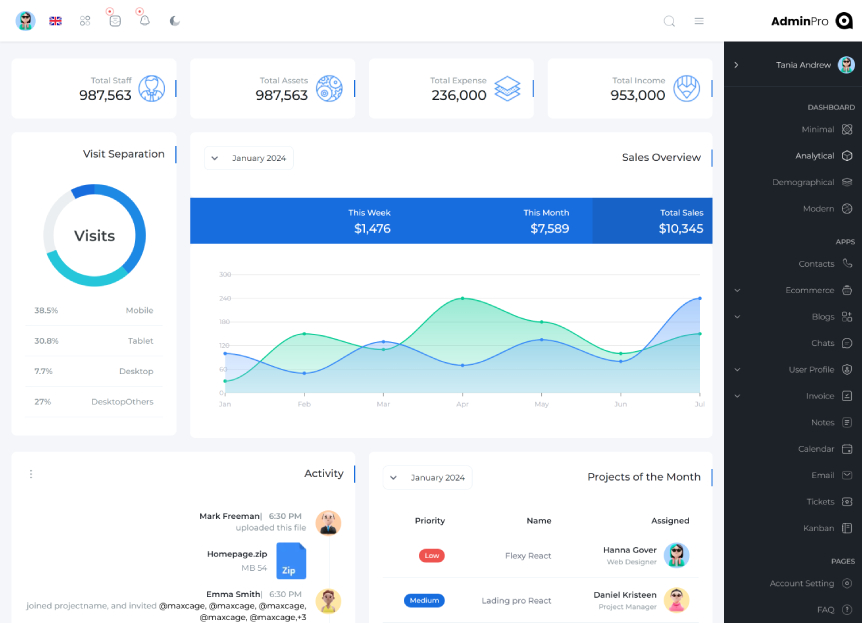 AdminPro
Total Staff
987,563
Total Assets
987,563
Total Expense
236,000
Total Income
953,000
Visit Separation
Visits
38.5% Mobile
30.8% Tablet
7.7% Desktop
27% DesktopOthers
January 2024
Sales Overview
This Week
$1,476
This Month
$7,589
Total Sales
$10,345
300
240
180
120
60
0
Jan Feb Mar Apr May Jun Jul
Activity
Mark Freeman| 6:30 PM
uploaded this file
Homepage.zip
MB 54
Zip
Emma Smith| 6:30 PM
joined projectname, and invited @maxcage, @maxcage, @maxcage,
@maxcage, @maxcage,+3
January 2024
Projects of the Month
Priority Name Assigned
Low Flexy React Hanna Gover
Web Designer
Medium Lading pro React Daniel Kristeen
Project Manager
Tania Andrew
DASHBOARD
Minimal
Analytical
Demographical
Modern
APPS
Contacts
Ecommerce
Blogs
Chats
User Profile
Invoice
Notes
Calendar
Email
Tickets
Kanban
PAGES
Account Setting
FAQ